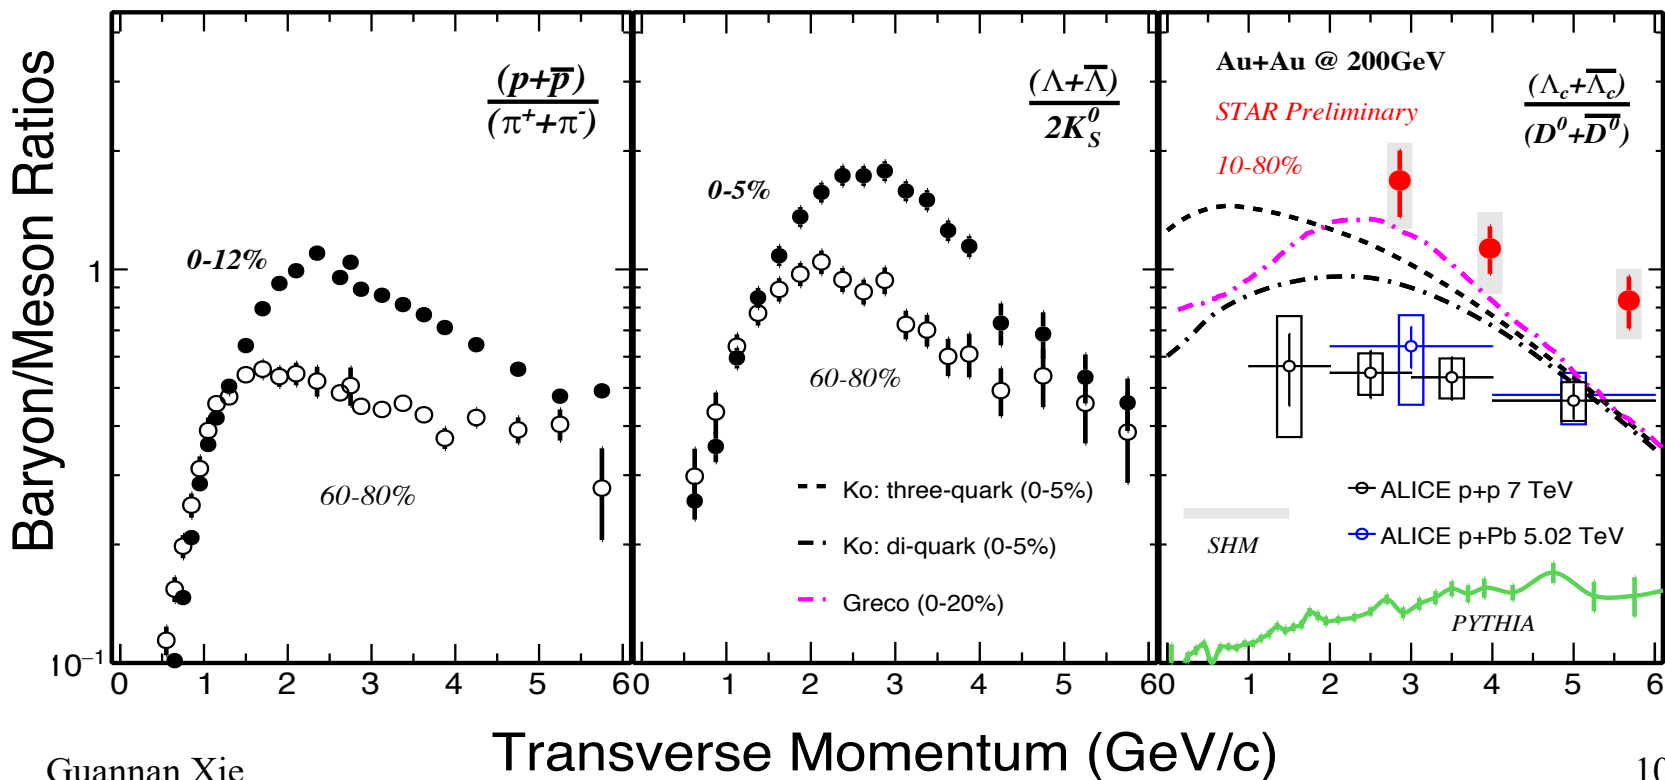 Baryon/Meson Ratios
1
10⁻¹
(p+p̅)
(π⁺+π⁻)
0-12%
60-80%
0 1 2 3 4 5 6
(Λ+Λ̅)
2K⁰_S
0-5%
60-80%
Ko: three-quark (0-5%)
Ko: di-quark (0-5%)
Greco (0-20%)
0 1 2 3 4 5 6
Au+Au @ 200GeV
STAR Preliminary
10-80%
(Λ_c+Λ̅_c)
(D⁰+D̅⁰)
ALICE p+p 7 TeV
ALICE p+Pb 5.02 TeV
SHM
PYTHIA
0 1 2 3 4 5 6
Transverse Momentum (GeV/c)
Guannan Xie
10